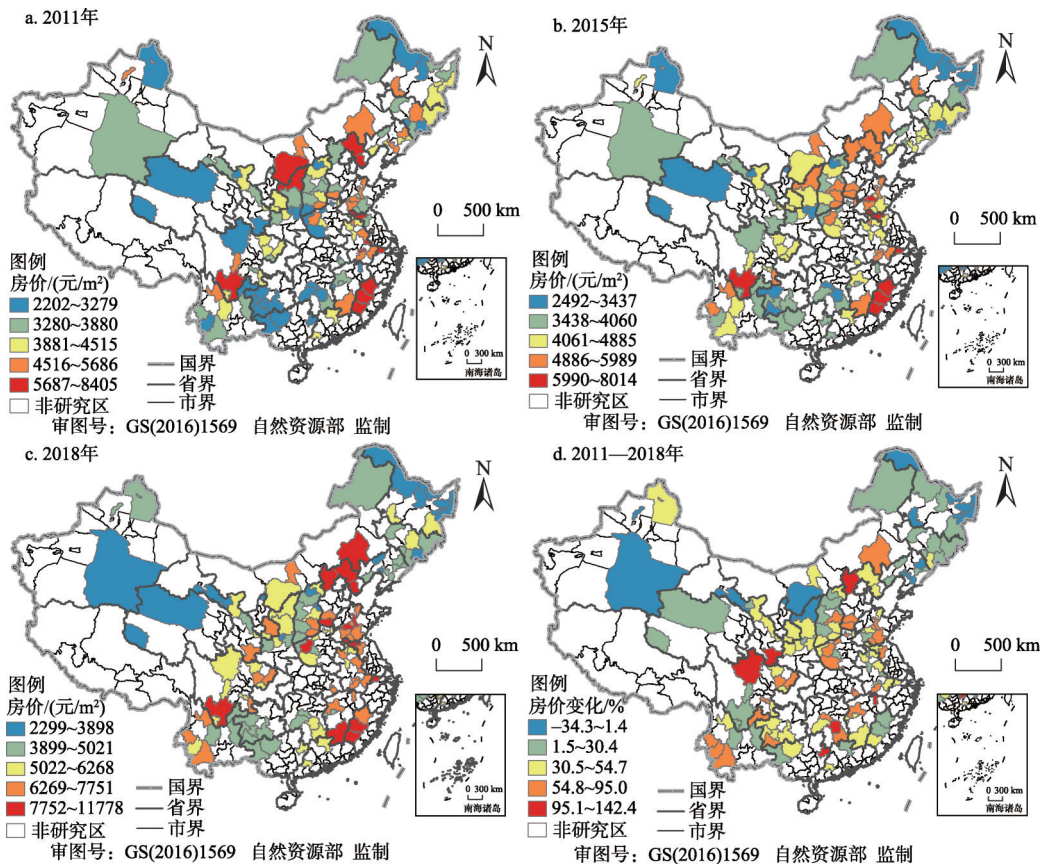 a. 2011年
N
0 500 km
图例
房价/(元/m²)
2202~3279
3280~3880
3881~4515
4516~5686
5687~8405
非研究区
国界
省界
市界
0 300 km
南海诸岛
审图号：GS(2016)1569 自然资源部 监制
b. 2015年
N
0 500 km
图例
房价/(元/m²)
2492~3437
3438~4060
4061~4885
4886~5989
5990~8014
非研究区
国界
省界
市界
0 300 km
南海诸岛
审图号：GS(2016)1569 自然资源部 监制
c. 2018年
N
0 500 km
图例
房价/(元/m²)
2299~3898
3899~5021
5022~6268
6269~7751
7752~11778
非研究区
国界
省界
市界
0 300 km
南海诸岛
审图号：GS(2016)1569 自然资源部 监制
d. 2011—2018年
N
0 500 km
图例
房价变化/%
–34.3~1.4
1.5~30.4
30.5~54.7
54.8~95.0
95.1~142.4
非研究区
国界
省界
市界
0 300 km
南海诸岛
审图号：GS(2016)1569 自然资源部 监制